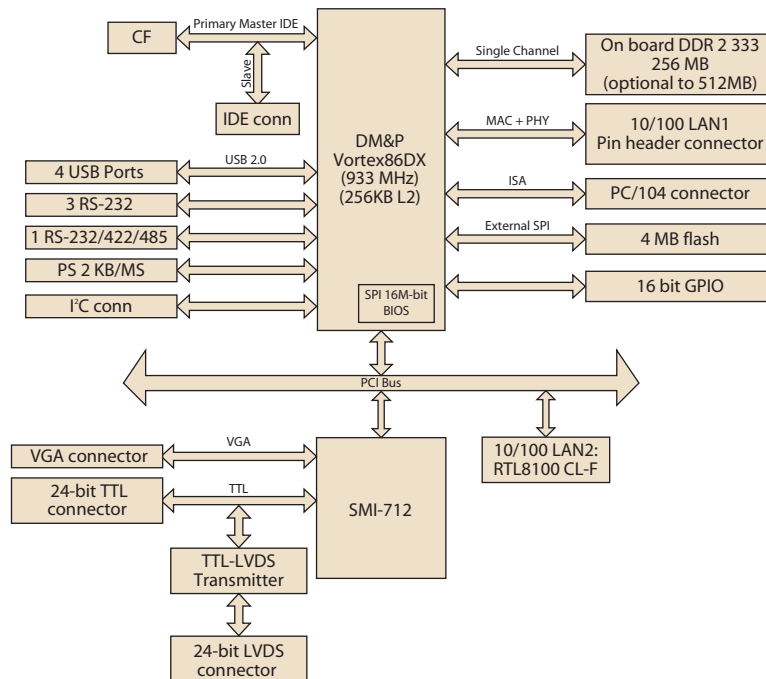 CF
Primary Master IDE
Slave
IDE conn
4 USB Ports
USB 2.0
3 RS-232
1 RS-232/422/485
PS 2 KB/MS
I²C conn
DM&P
Vortex86DX
(933 MHz)
(256KB L2)
SPI 16M-bit
BIOS
Single Channel
On board DDR 2 333
256 MB
(optional to 512MB)
MAC + PHY
10/100 LAN1
Pin header connector
ISA
PC/104 connector
External SPI
4 MB flash
16 bit GPIO
PCI Bus
VGA connector
VGA
24-bit TTL
connector
TTL
SMI-712
10/100 LAN2:
RTL8100 CL-F
TTL-LVDS
Transmitter
24-bit LVDS
connector